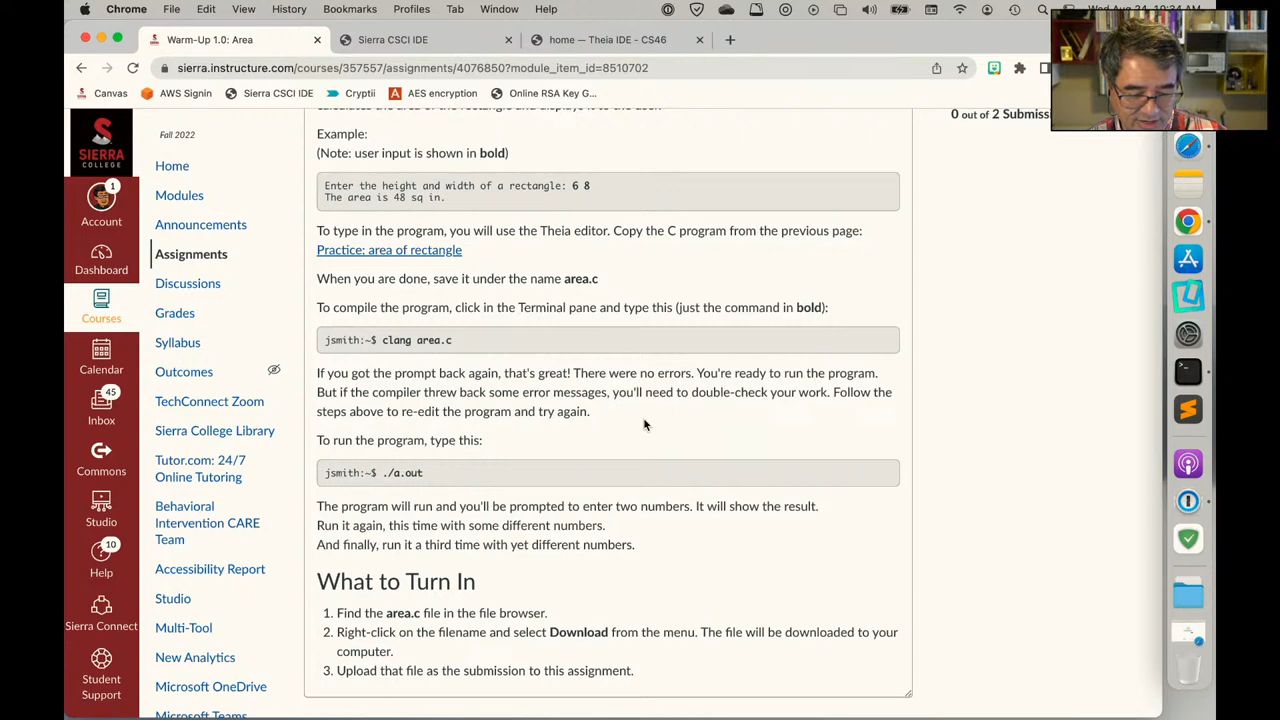 Chrome File Edit View History Bookmarks Profiles Tab Window Help
Warm-Up 1.0: Area
Sierra CSCI IDE
home — Theia IDE - CS46
Canvas
AWS Signin
Sierra CSCI IDE
Cryptii
AES encryption
Online RSA Key G...
SIERRA
COLLEGE
1
Account
Dashboard
Courses
Calendar
45
Inbox
Commons
Studio
10
Help
Sierra Connect
Student
Support
Fall 2022
Home
Modules
Announcements
Assignments
Discussions
Grades
Syllabus
Outcomes
TechConnect Zoom
Sierra College Library
Tutor.com: 24/7
Online Tutoring
Behavioral
Intervention CARE
Team
Accessibility Report
Studio
Multi-Tool
New Analytics
Microsoft OneDrive
Microsoft Teams
0 out of 2 Submissi
Example:
(Note: user input is shown in bold)
Enter the height and width of a rectangle: 6 8
The area is 48 sq in.
To type in the program, you will use the Theia editor. Copy the C program from the previous page:
Practice: area of rectangle
When you are done, save it under the name area.c
To compile the program, click in the Terminal pane and type this (just the command in bold):
jsmith:~$ clang area.c
If you got the prompt back again, that's great! There were no errors. You're ready to run the program.
But if the compiler threw back some error messages, you'll need to double-check your work. Follow the
steps above to re-edit the program and try again.
To run the program, type this:
jsmith:~$ ./a.out
The program will run and you'll be prompted to enter two numbers. It will show the result.
Run it again, this time with some different numbers.
And finally, run it a third time with yet different numbers.
What to Turn In
1. Find the area.c file in the file browser.
2. Right-click on the filename and select Download from the menu. The file will be downloaded to your
computer.
3. Upload that file as the submission to this assignment.